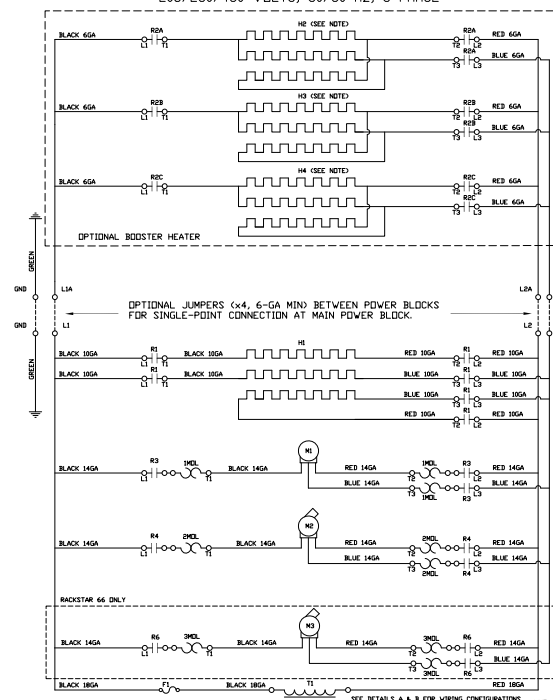 R2A H2 (SEE NOTE) R2A
BLACK 6GA RED 6GA
L1 T1 T2 L2
R2A
BLUE 6GA
T3 L3
R2B H3 (SEE NOTE) R2B
BLACK 6GA RED 6GA
L1 T1 T2 L2
R2B
BLUE 6GA
T3 L3
R2C H4 (SEE NOTE) R2C
BLACK 6GA RED 6GA
L1 T1 T2 L2
R2C
BLUE 6GA
T3 L3
OPTIONAL BOOSTER HEATER
GREEN
GND L1A L2A
OPTIONAL JUMPERS (x4, 6-GA MIN) BETWEEN POWER BLOCKS
FOR SINGLE-POINT CONNECTION AT MAIN POWER BLOCK.
GND L1 L2
GREEN
BLACK 10GA R1 BLACK 10GA H1 RED 10GA R1 RED 10GA
L1 T1 T2 L2
BLACK 10GA R1 BLACK 10GA BLUE 10GA R1 BLUE 10GA
L1 T1 T3 L3
BLUE 10GA R1 BLUE 10GA
T3 L3
RED 10GA R1 RED 10GA
T2 L2
M1
BLACK 14GA R3 1MOL BLACK 14GA RED 14GA 1MOL R3 RED 14GA
L1 T1 T2 L2
BLUE 14GA BLUE 14GA
T3 1MOL R3 L3
M2
BLACK 14GA R4 2MOL BLACK 14GA RED 14GA 2MOL R4 RED 14GA
L1 T1 T2 L2
BLUE 14GA BLUE 14GA
T3 2MOL R4 L3
RACKSTAR 66 ONLY
M3
BLACK 14GA R6 3MOL BLACK 14GA RED 14GA 3MOL R6 RED 14GA
L1 T1 T2 L2
BLUE 14GA BLUE 14GA
T3 3MOL R6 L3
BLACK 18GA F1 BLACK 18GA T1 RED 18GA
SEE DETAILS A & B FOR WIRING CONFIGURATIONS